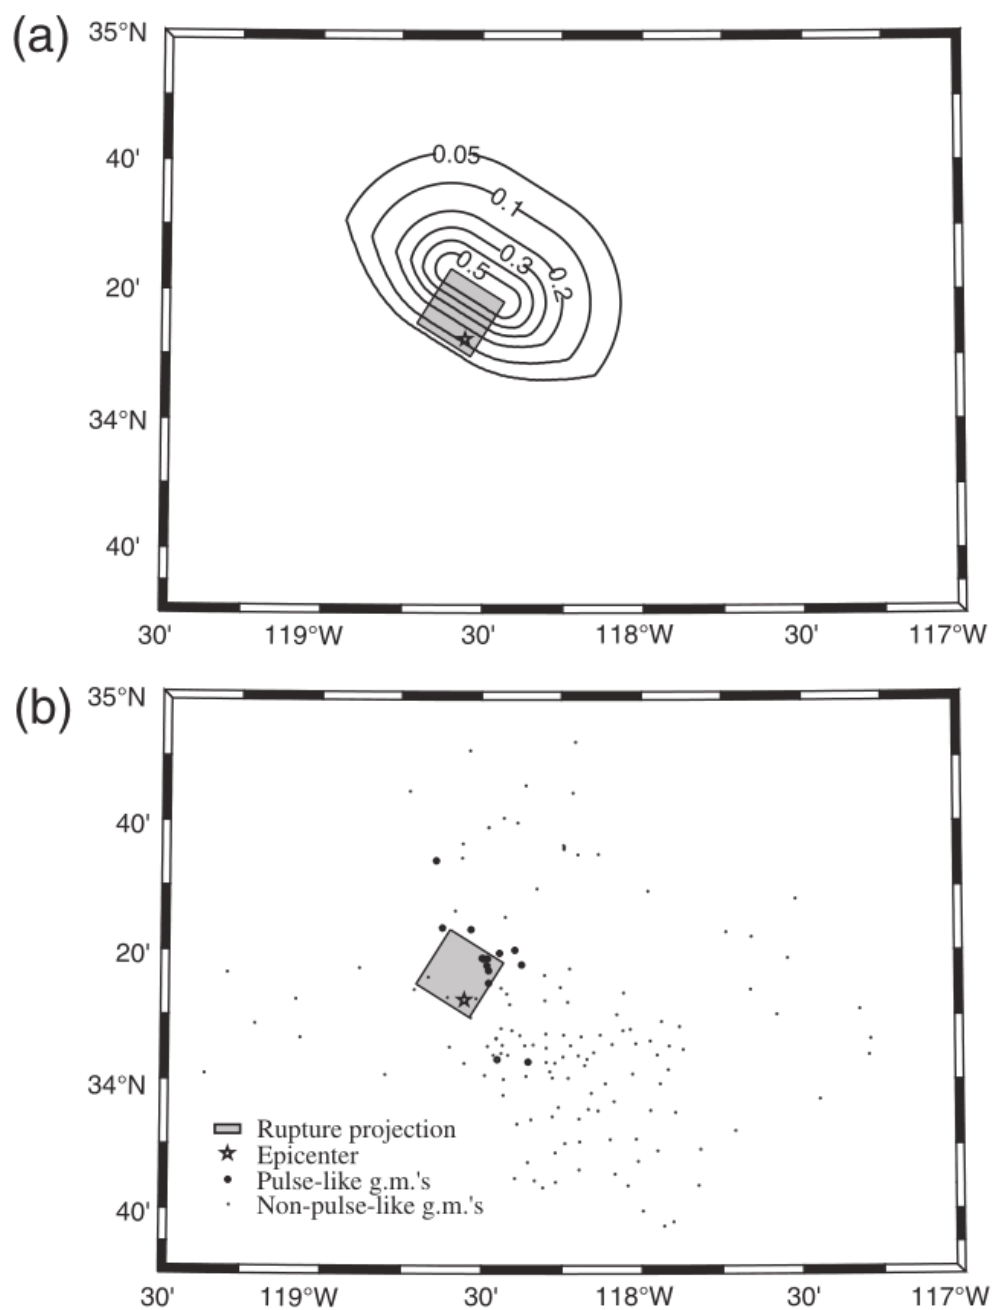 (a)
35°N
40'
20'
34°N
40'
30' 119°W 30' 118°W 30' 117°W
0.05
0.1
0.3
0.2
0.5
(b)
35°N
40'
20'
34°N
40'
Rupture projection
Epicenter
Pulse-like g.m.'s
Non-pulse-like g.m.'s
30' 119°W 30' 118°W 30' 117°W